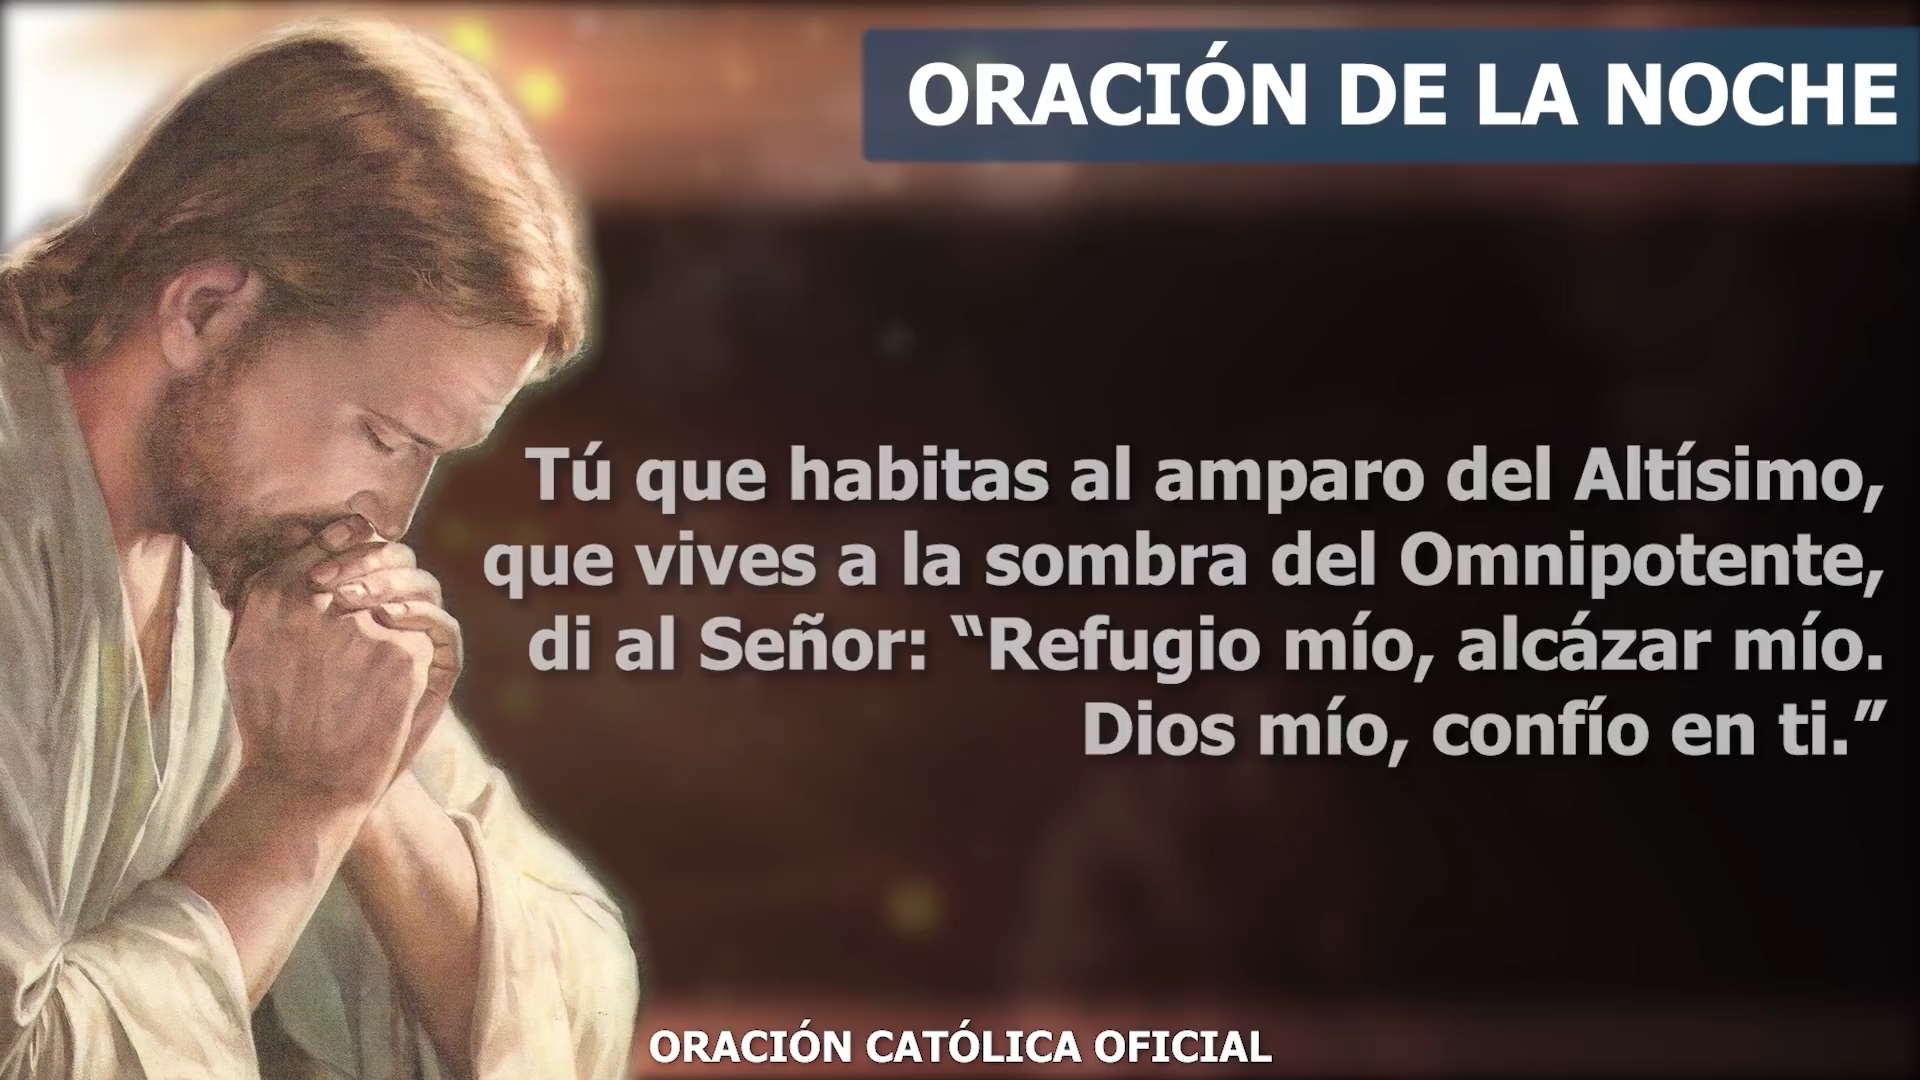 ORACIÓN DE LA NOCHE
Tú que habitas al amparo del Altísimo,
que vives a la sombra del Omnipotente,
di al Señor: “Refugio mío, alcázar mío.
Dios mío, confío en ti.”
ORACIÓN CATÓLICA OFICIAL